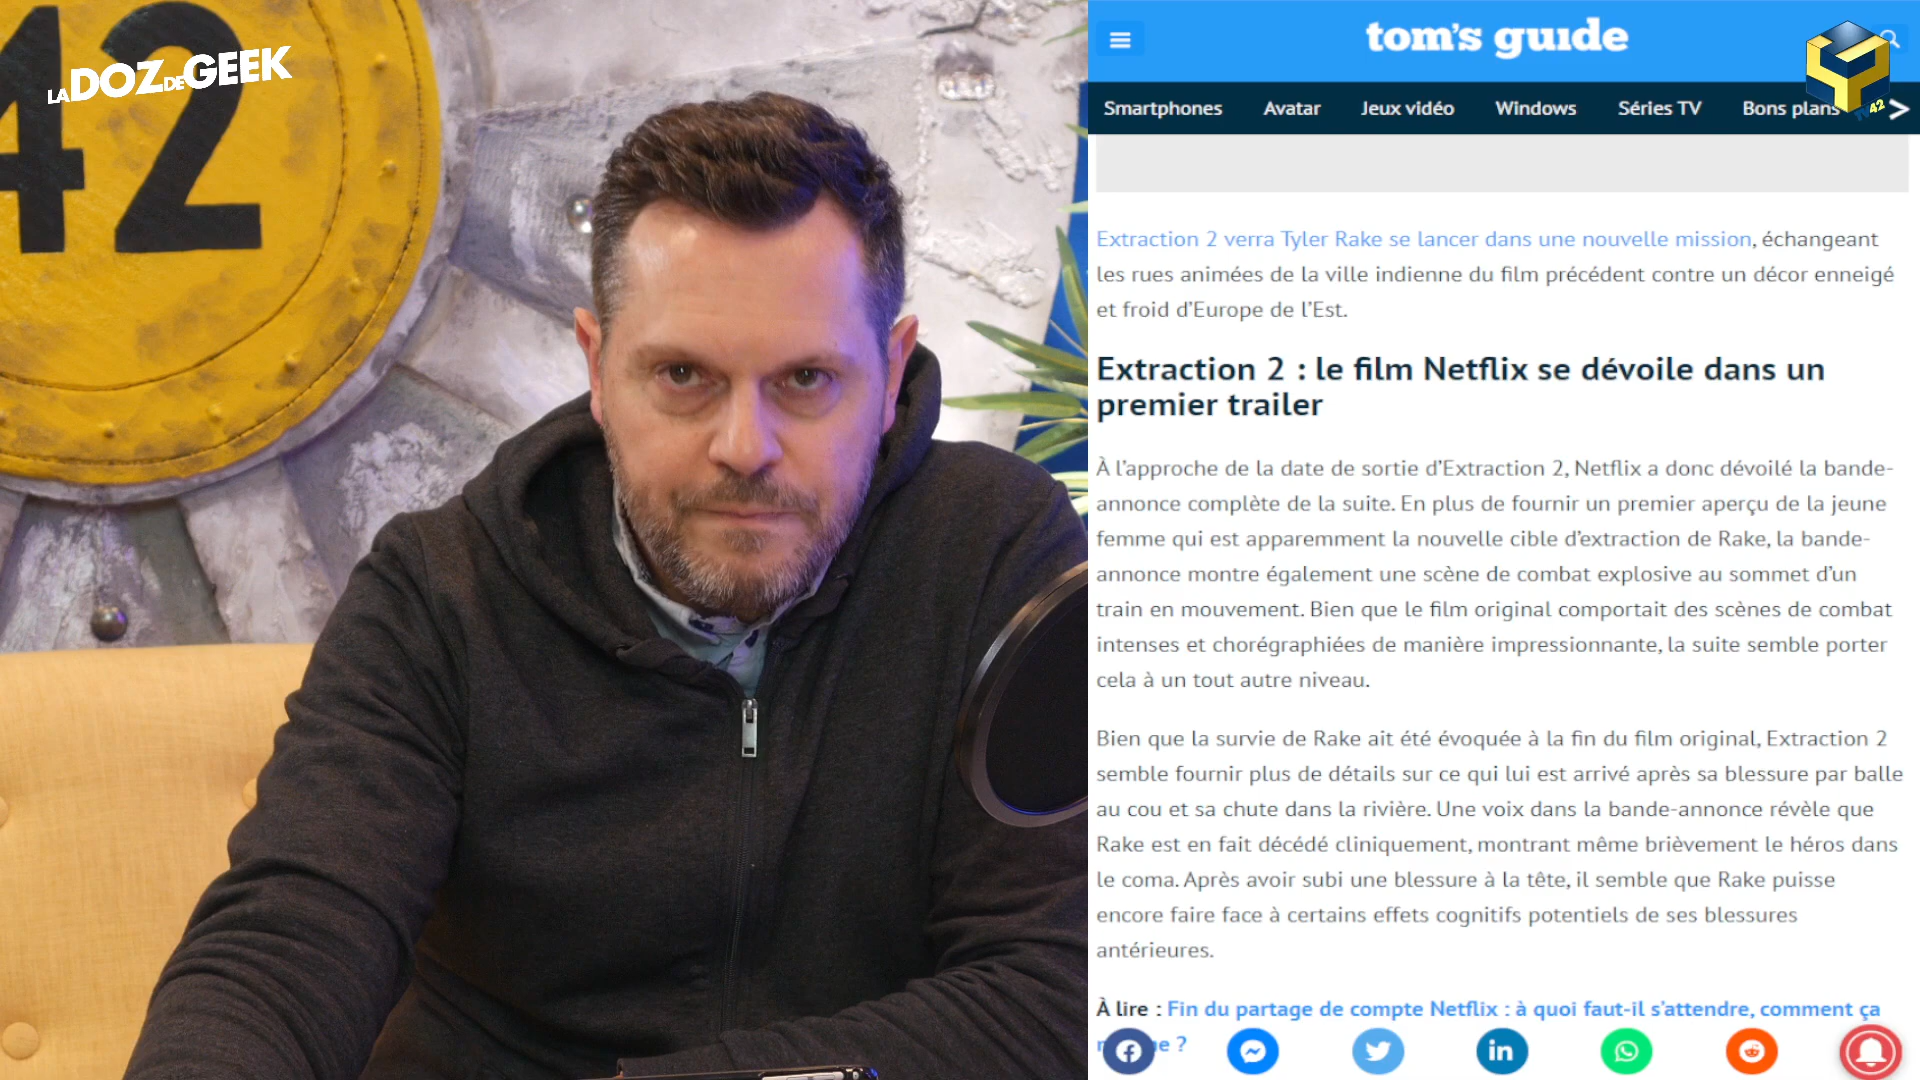 42
LA DOZ DE GEEK
tom's guide
TV42
Smartphones Avatar Jeux vidéo Windows Séries TV Bons plans >
Extraction 2 verra Tyler Rake se lancer dans une nouvelle mission, échangeant
les rues animées de la ville indienne du film précédent contre un décor enneigé
et froid d'Europe de l'Est.
Extraction 2 : le film Netflix se dévoile dans un
premier trailer
À l'approche de la date de sortie d'Extraction 2, Netflix a donc dévoilé la bande-
annonce complète de la suite. En plus de fournir un premier aperçu de la jeune
femme qui est apparemment la nouvelle cible d'extraction de Rake, la bande-
annonce montre également une scène de combat explosive au sommet d'un
train en mouvement. Bien que le film original comportait des scènes de combat
intenses et chorégraphiées de manière impressionnante, la suite semble porter
cela à un tout autre niveau.
Bien que la survie de Rake ait été évoquée à la fin du film original, Extraction 2
semble fournir plus de détails sur ce qui lui est arrivé après sa blessure par balle
au cou et sa chute dans la rivière. Une voix dans la bande-annonce révèle que
Rake est en fait décédé cliniquement, montrant même brièvement le héros dans
le coma. Après avoir subi une blessure à la tête, il semble que Rake puisse
encore faire face à certains effets cognitifs potentiels de ses blessures
antérieures.
À lire : Fin du partage de compte Netflix : à quoi faut-il s'attendre, comment ça
?
in